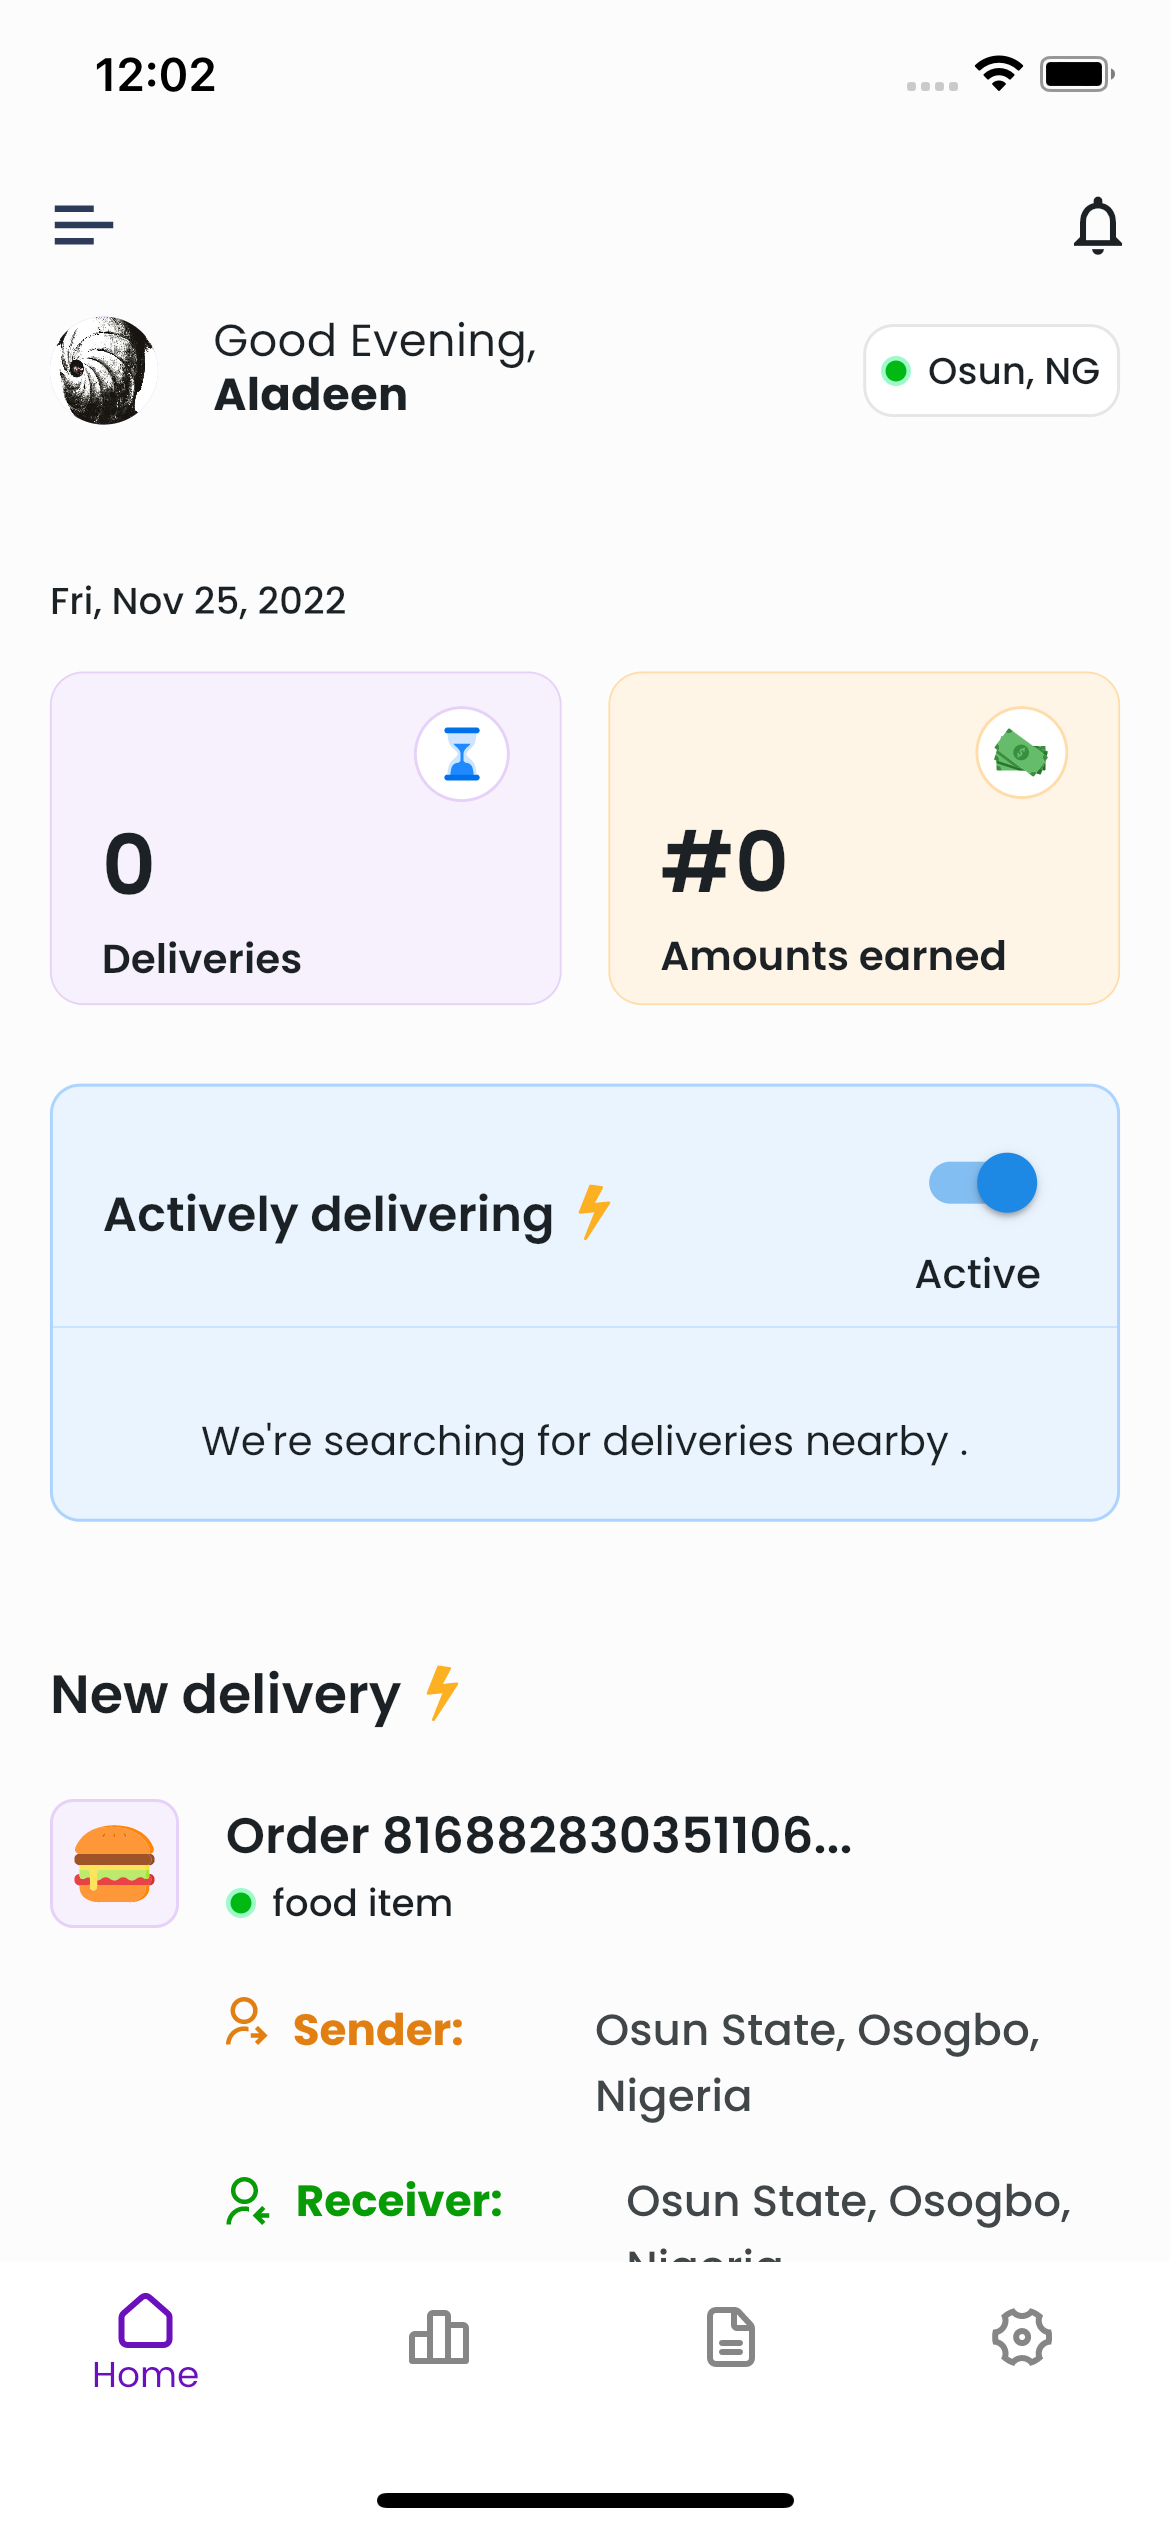 12:02
Good Evening,
Aladeen
Osun, NG
Fri, Nov 25, 2022
0
Deliveries
#0
Amounts earned
Actively delivering
Active
We're searching for deliveries nearby .
New delivery
Order 816882830351106...
food item
Sender:
Osun State, Osogbo,
Nigeria
Receiver:
Osun State, Osogbo,
Nigeria
Home